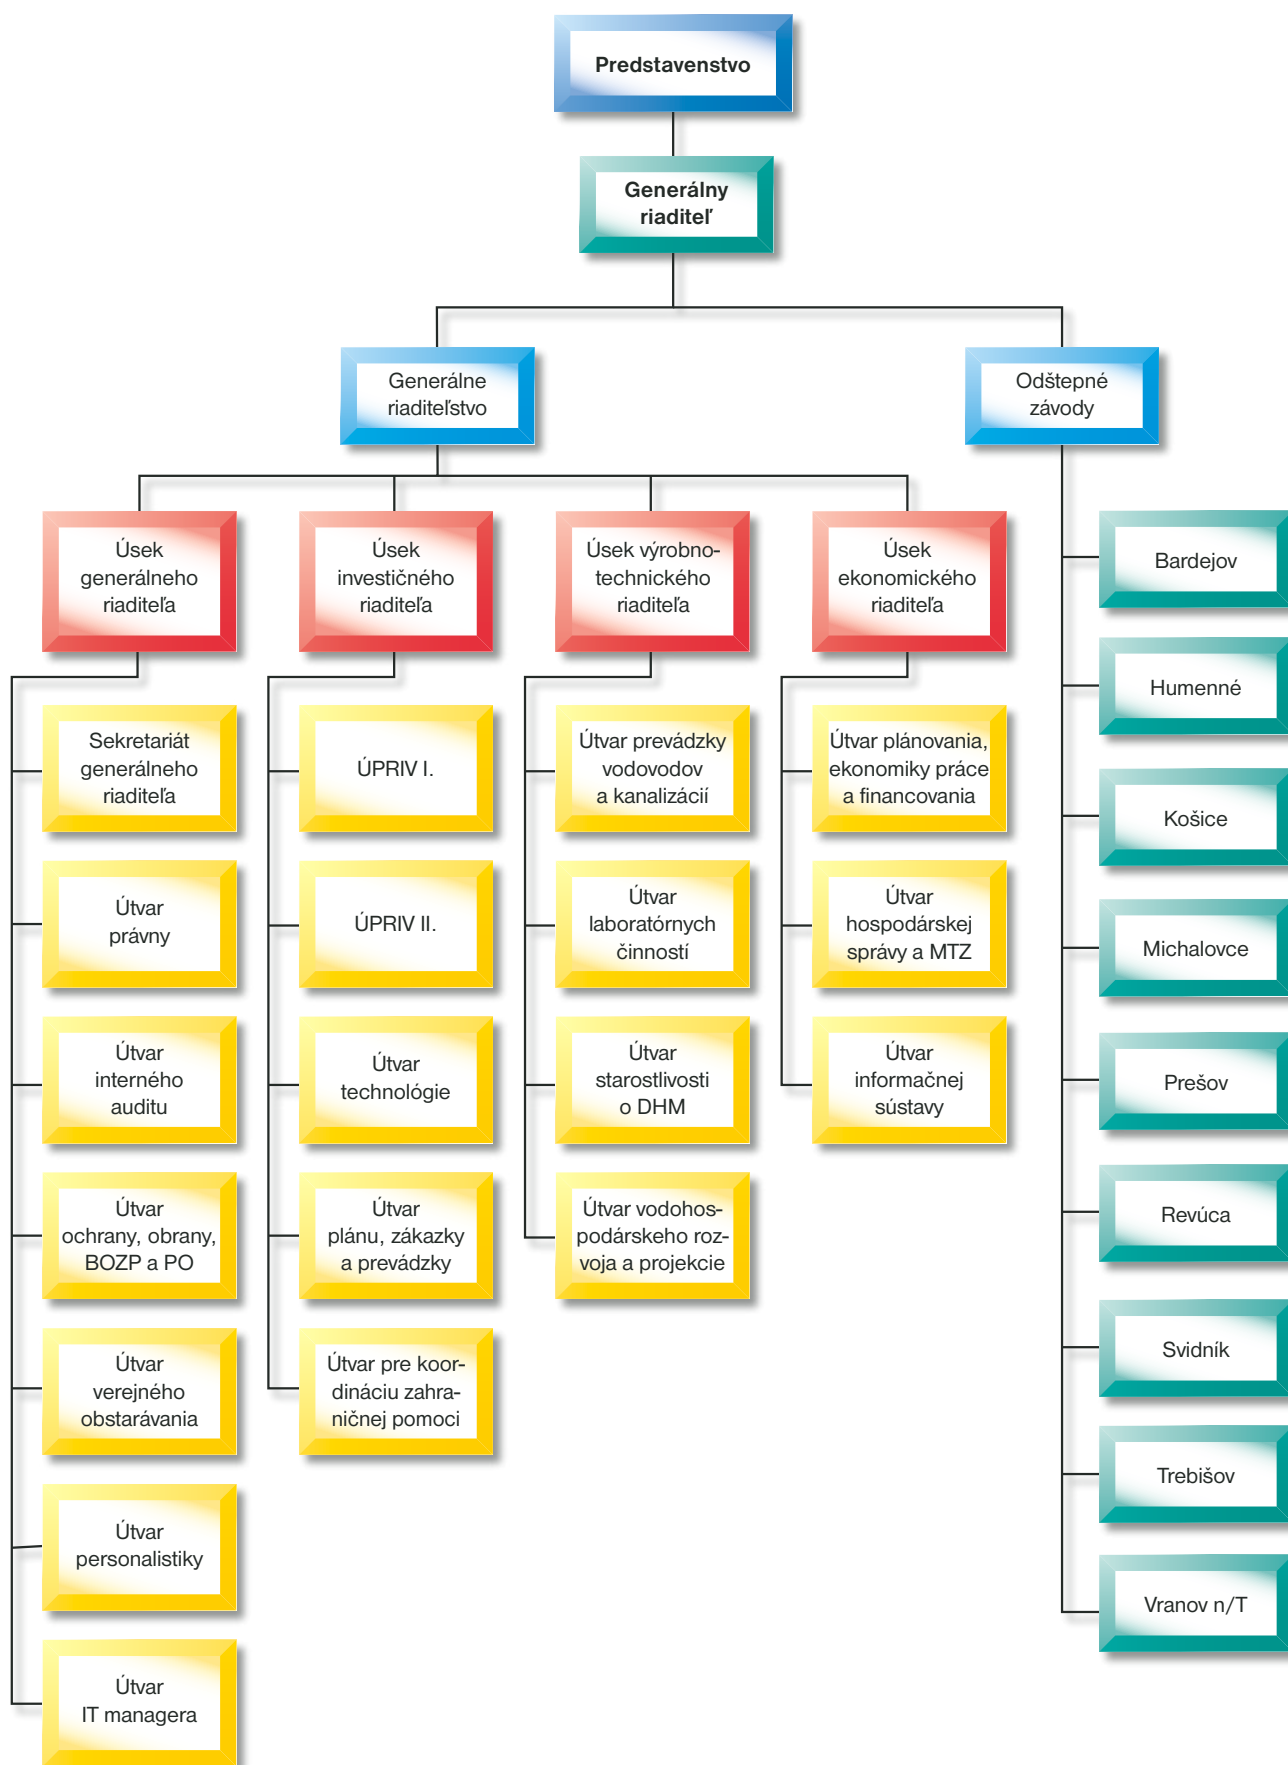 Predstavenstvo
Generálny
riaditeľ
Generálne
riaditeľstvo
Odštepné
závody
Úsek
generálneho
riaditeľa
Sekretariát
generálneho
riaditeľa
Útvar
právny
Útvar
interného
auditu
Útvar
ochrany, obrany,
BOZP a PO
Útvar
verejného
obstarávania
Útvar
personalistiky
Útvar
IT managera
Úsek
investičného
riaditeľa
ÚPRIV I.
ÚPRIV II.
Útvar
technológie
Útvar
plánu, zákazky
a prevádzky
Útvar pre koor-
dináciu zahra-
ničnej pomoci
Úsek výrobno-
technického
riaditeľa
Útvar prevádzky
vodovodov
a kanalizácií
Útvar
laboratórnych
činností
Útvar
starostlivosti
o DHM
Útvar vodohos-
podárskeho roz-
voja a projekcie
Úsek
ekonomického
riaditeľa
Útvar plánovania,
ekonomiky práce
a financovania
Útvar
hospodárskej
správy a MTZ
Útvar
informačnej
sústavy
Bardejov
Humenné
Košice
Michalovce
Prešov
Revúca
Svidník
Trebišov
Vranov n/T